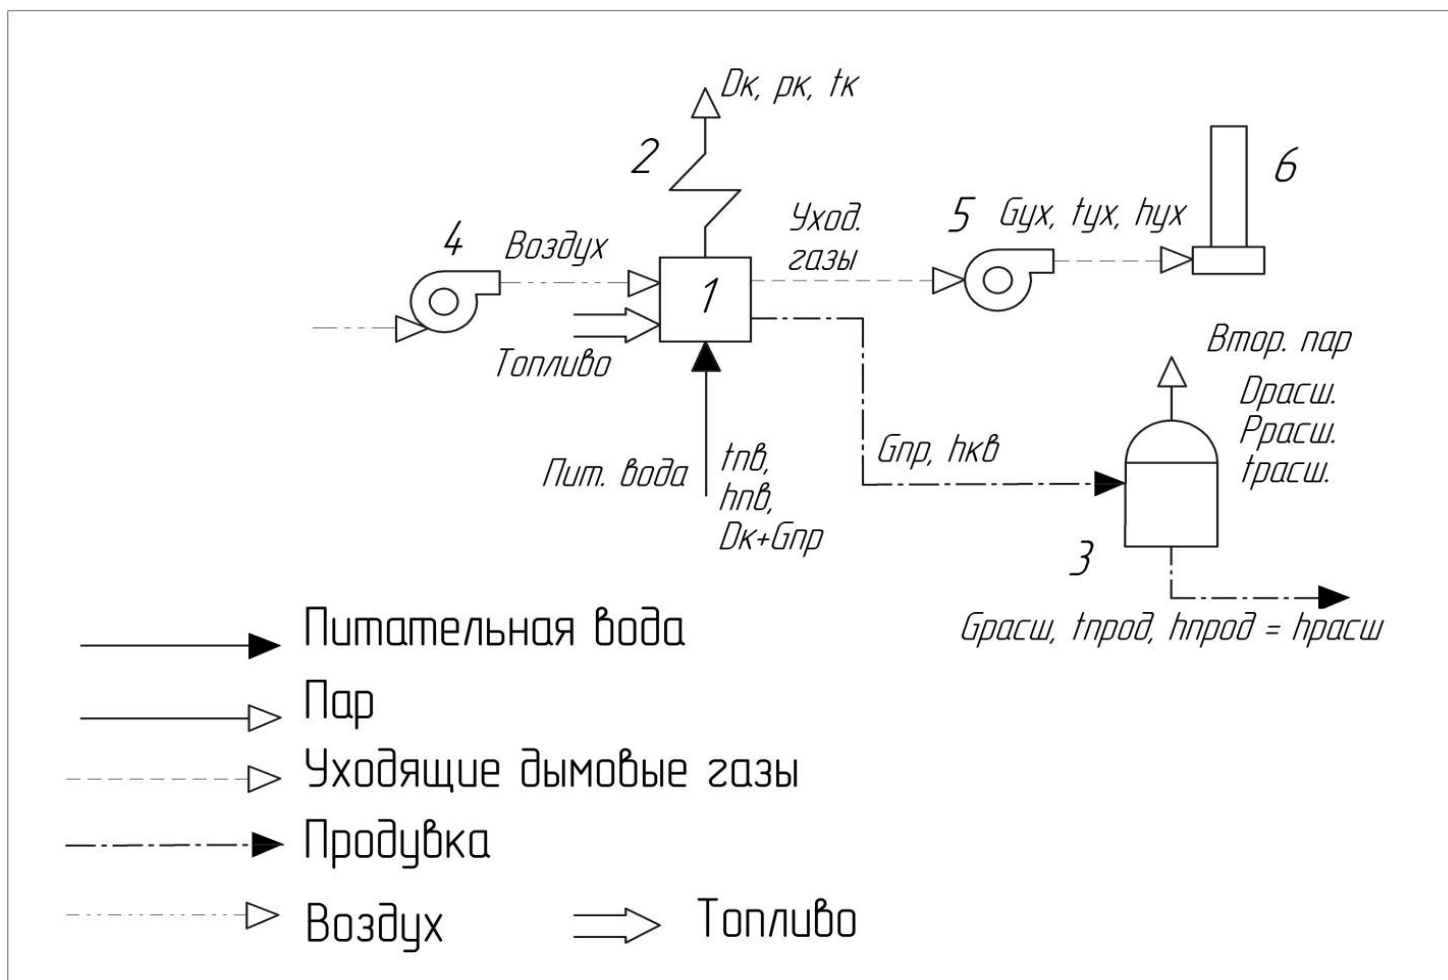 Dк, pк, tк
2
6
4
Воздух
Уход.
газы
5
Gух, tух, hух
1
Топливо
Втор. пар
Dрасш.
Pрасш.
tрасш.
Пит. вода
tпв,
hпв,
Dк+Gпр
Gпр, hкв
3
Gрасш, tпрод, hпрод = hрасш
Питательная вода
Пар
Уходящие дымовые газы
Продувка
Воздух
Топливо